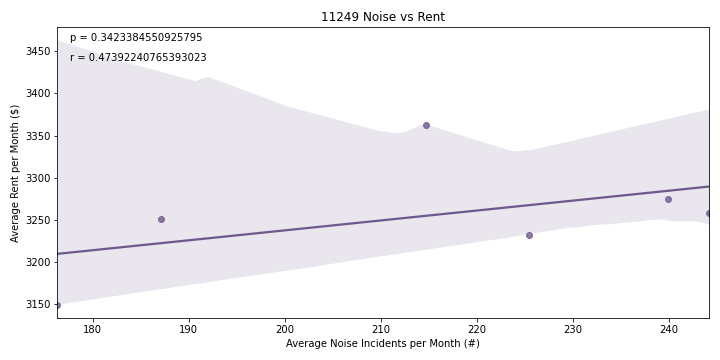 11249 Noise vs Rent
p = 0.3423384550925795
r = 0.47392240765393023
3450
3400
3350
3300
3250
3200
3150
Average Rent per Month ($)
180 190 200 210 220 230 240
Average Noise Incidents per Month (#)